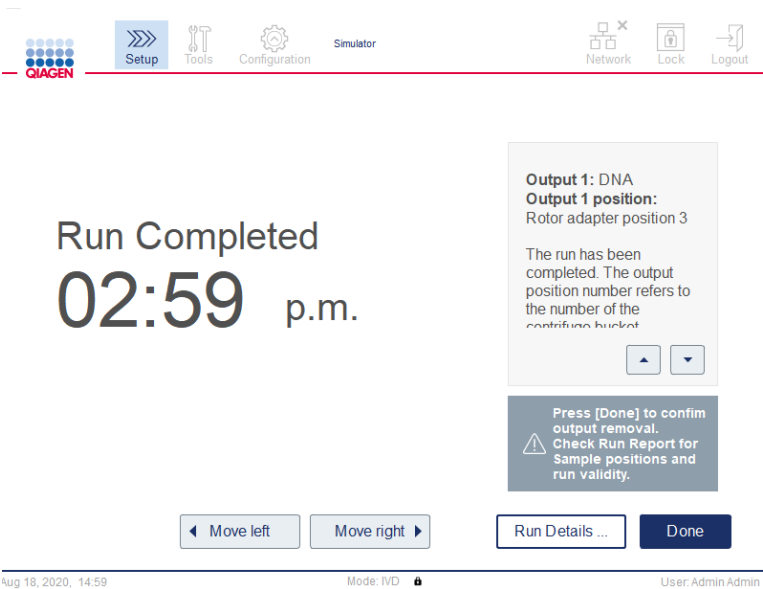 QIAGEN
Setup
Tools
Configuration
Simulator
Network
Lock
Logout
Run Completed
02:59 p.m.
Output 1: DNA
Output 1 position:
Rotor adapter position 3
The run has been
completed. The output
position number refers to
the number of the
centrifuge bucket
Press [Done] to confim
output removal.
Check Run Report for
Sample positions and
run validity.
Move left
Move right
Run Details ...
Done
Aug 18, 2020, 14:59
Mode: IVD
User: Admin Admin